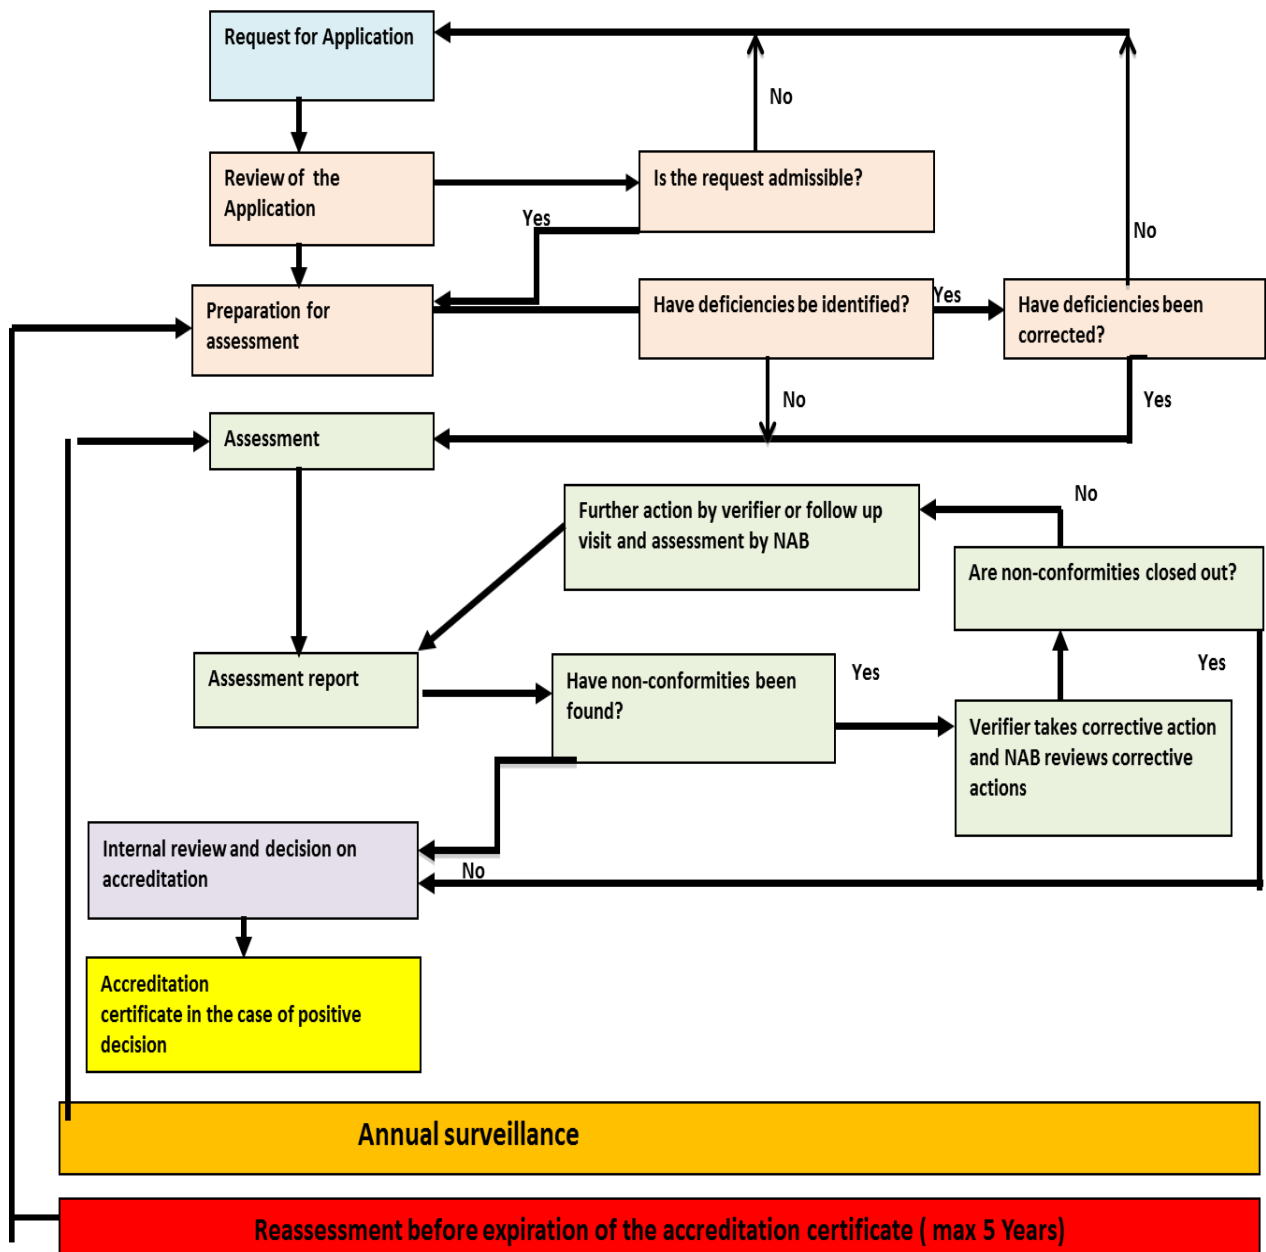 Request for Application
No
Review of the
Application
Is the request admissible?
Yes
No
Preparation for
assessment
Have deficiencies be identified?
Yes
Have deficiencies been
corrected?
No
Yes
Assessment
Further action by verifier or follow up
visit and assessment by NAB
No
Are non-conformities closed out?
Assessment report
Have non-conformities been
found?
Yes
Yes
Verifier takes corrective action
and NAB reviews corrective
actions
Internal review and decision on
accreditation
No
Accreditation
certificate in the case of positive
decision
Annual surveillance
Reassessment before expiration of the accreditation certificate ( max 5 Years)